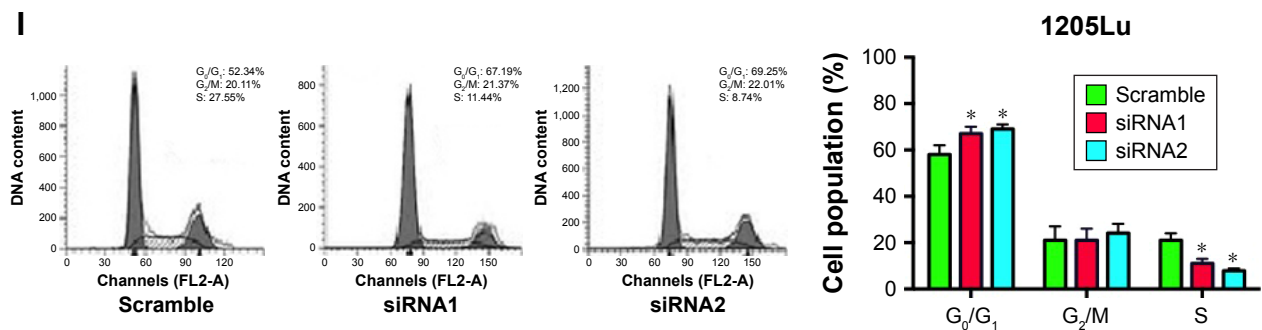 I
DNA content
1,000
800
600
400
200
0
G₀/G₁: 52.34%
G₂/M: 20.11%
S: 27.55%
0 30 60 90 120
Channels (FL2-A)
Scramble
DNA content
800
600
400
200
0
G₀/G₁: 67.19%
G₂/M: 21.37%
S: 11.44%
0 30 60 90 120 150
Channels (FL2-A)
siRNA1
DNA content
1,200
1,000
800
600
400
200
0
G₀/G₁: 69.25%
G₂/M: 22.01%
S: 8.74%
0 30 60 90 120 150
Channels (FL2-A)
siRNA2
1205Lu
Cell population (%)
100
80
60
40
20
0
Scramble
siRNA1
siRNA2
* *
*
*
G₀/G₁ G₂/M S